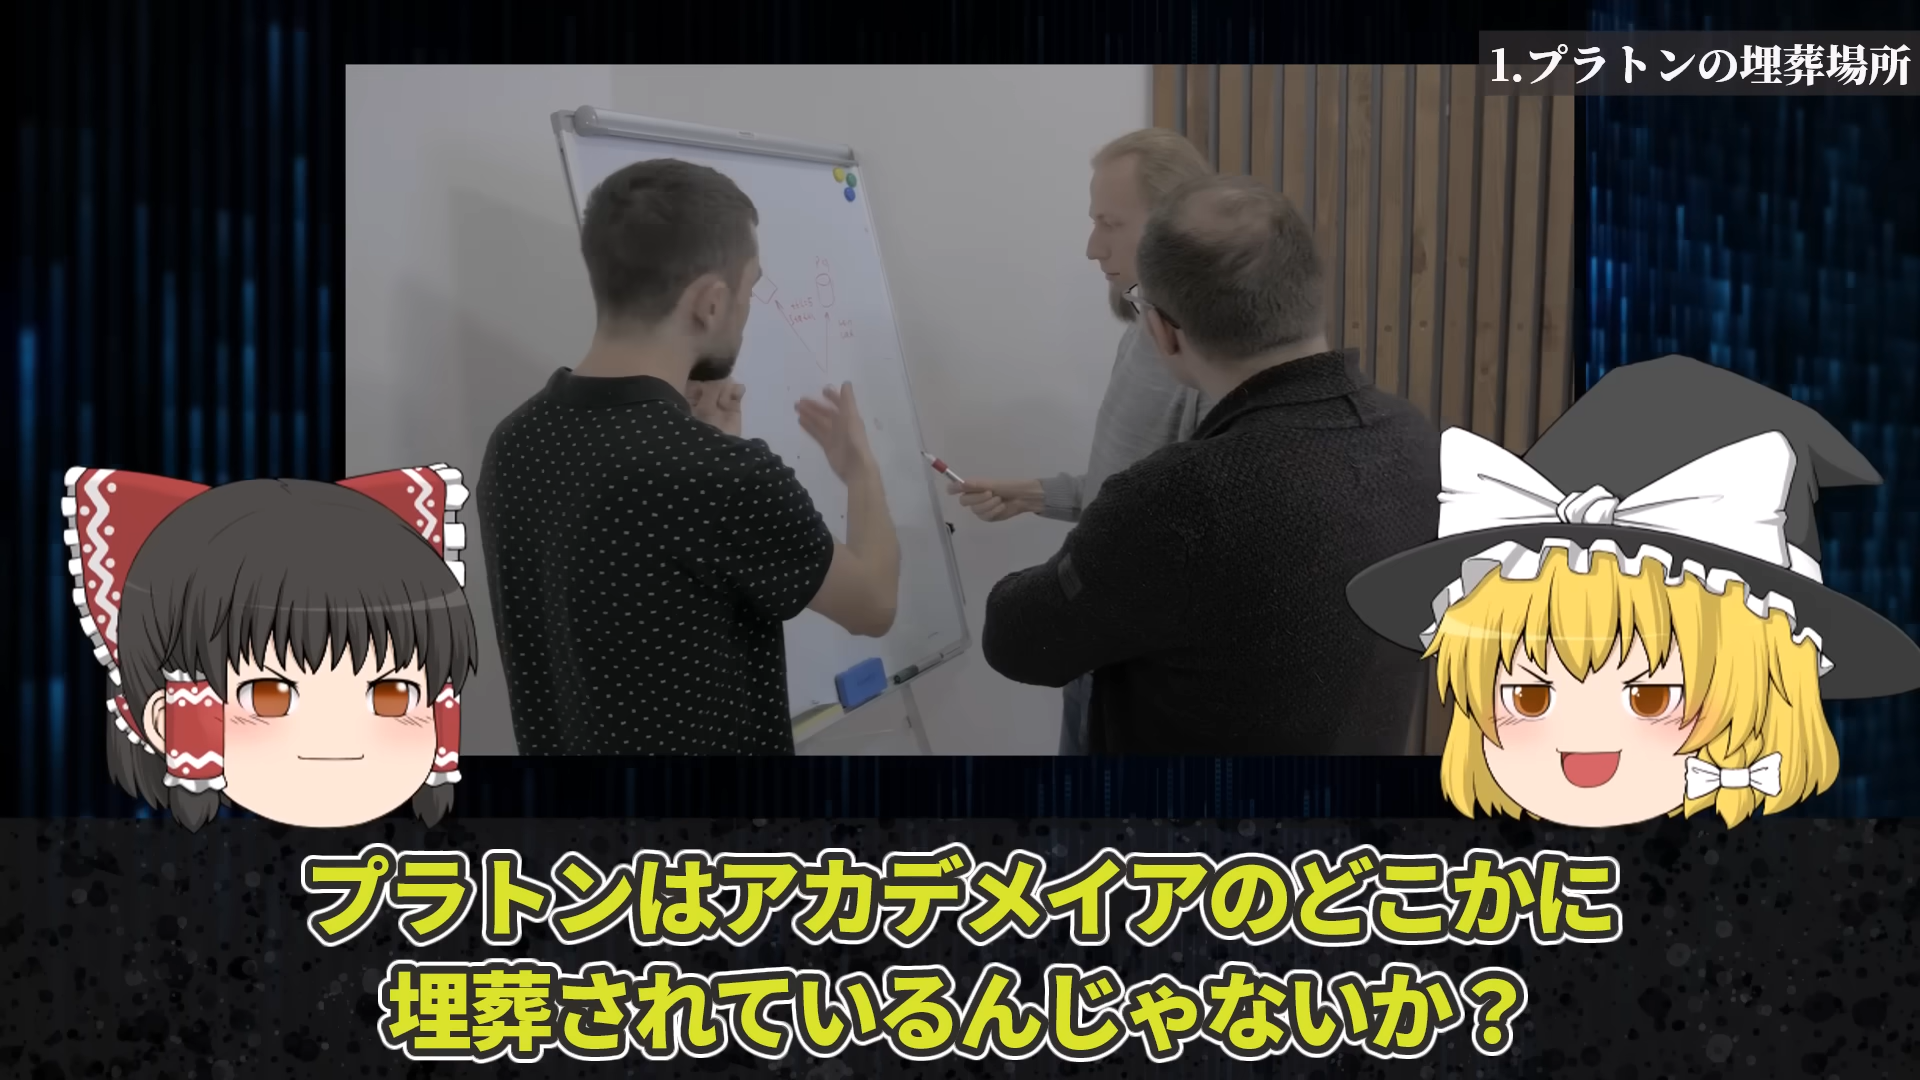 1.プラトンの埋葬場所
プラトンはアカデメイアのどこかに
埋葬されているんじゃないか？